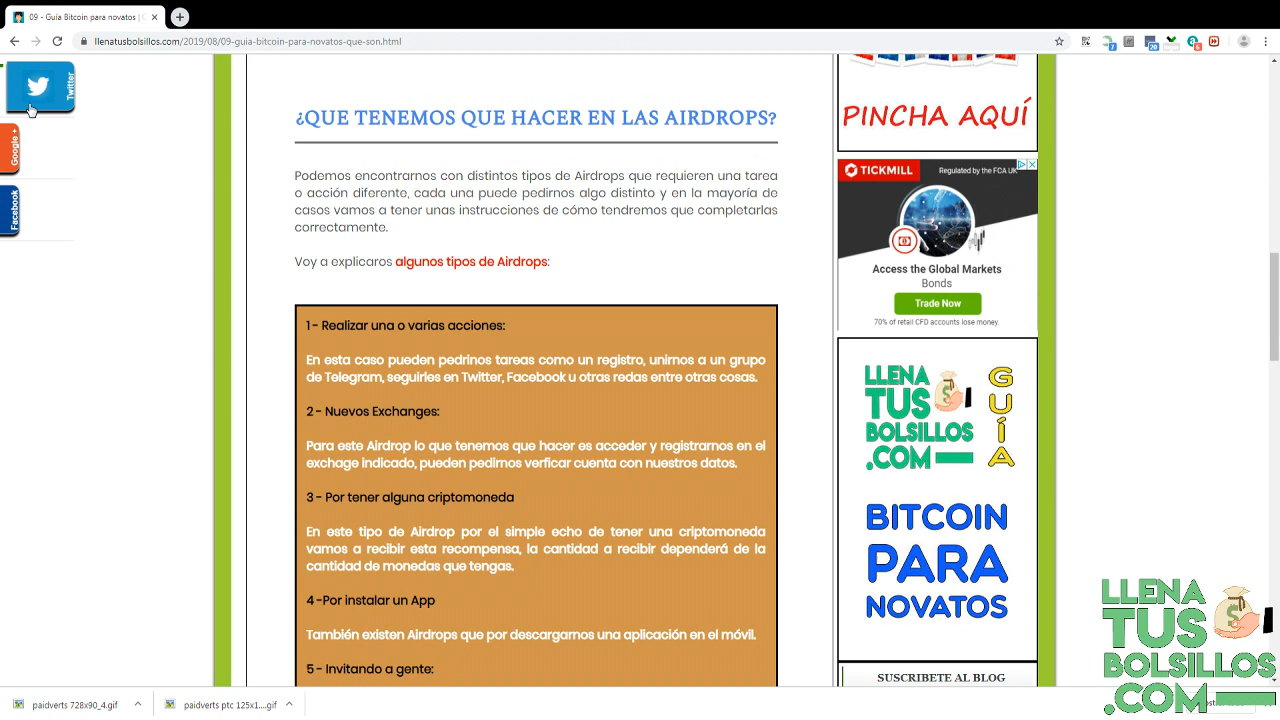 09 - Guía Bitcoin para novatos | C
llenatusbolsillos.com/2019/08/09-guia-bitcoin-para-novatos-que-son.html
7
20
6
Twitter
Google +
Facebook
¿QUE TENEMOS QUE HACER EN LAS AIRDROPS?
Podemos encontrarnos con distintos tipos de Airdrops que requieren una tarea
o acción diferente, cada una puede pedirnos algo distinto y en la mayoría de
casos vamos a tener unas instrucciones de cómo tendremos que completarlas
correctamente.
Voy a explicaros algunos tipos de Airdrops:
1 - Realizar una o varias acciones:
En esta caso pueden pedrinos tareas como un registro, unirnos a un grupo
de Telegram, seguirles en Twitter, Facebook u otras redas entre otras cosas.
2 - Nuevos Exchanges:
Para este Airdrop lo que tenemos que hacer es acceder y registrarnos en el
exchage indicado, pueden pedirnos verficar cuenta con nuestros datos.
3 - Por tener alguna criptomoneda
En este tipo de Airdrop por el simple echo de tener una criptomoneda
vamos a recibir esta recompensa, la cantidad a recibir dependerá de la
cantidad de monedas que tengas.
4 -Por instalar un App
También existen Airdrops que por descargarnos una aplicación en el móvil.
5 - Invitando a gente:
PINCHA AQUÍ
TICKMILL
Regulated by the FCA UK
Access the Global Markets
Bonds
Trade Now
70% of retail CFD accounts lose money.
LLENA
TUS
BOLSILLOS
.COM
GUÍA
BITCOIN
PARA
NOVATOS
SUSCRIBETE AL BLOG
LLENA
TUS
BOLSILLOS
.COM
paidverts 728x90_4.gif
paidverts ptc 125x1....gif